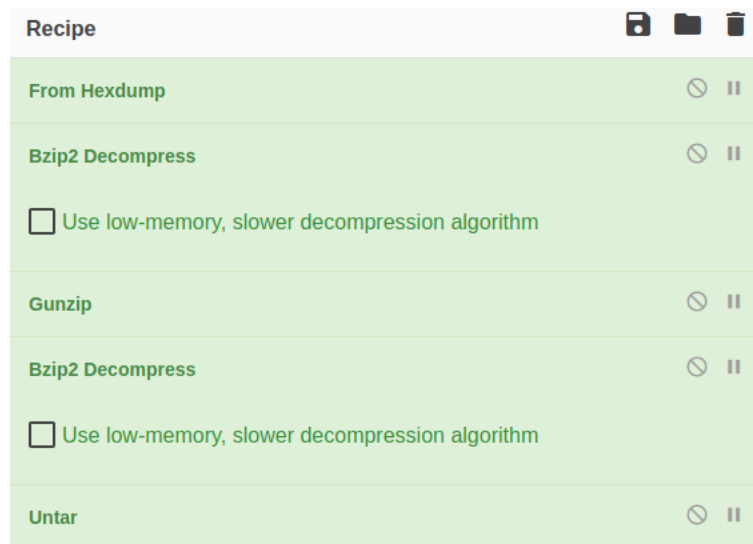 Recipe
From Hexdump
Bzip2 Decompress
Use low-memory, slower decompression algorithm
Gunzip
Bzip2 Decompress
Use low-memory, slower decompression algorithm
Untar